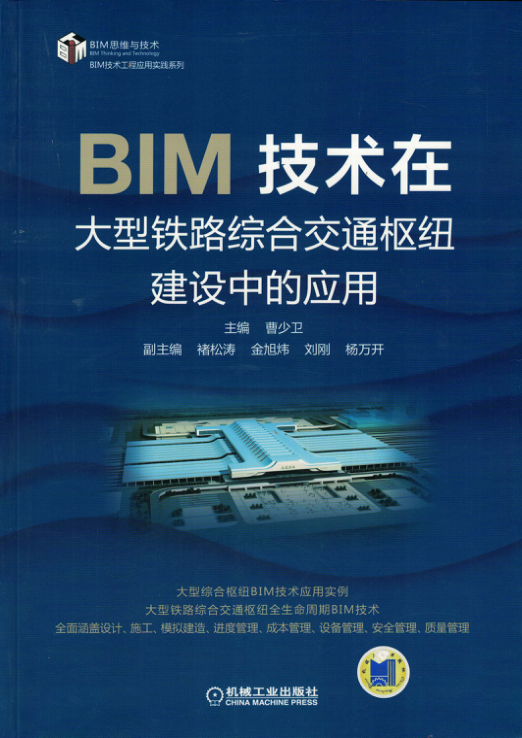 BIM思维与技术
BIM Thinking and Technology
BIM技术工程应用实践系列
BIM 技术在
大型铁路综合交通枢纽
建设中的应用
主编 曹少卫
副主编 褚松涛 金旭炜 刘刚 杨万开
大型综合枢纽BIM技术应用实例
大型铁路综合交通枢纽全生命周期BIM技术
全面涵盖设计、施工、模拟建造、进度管理、成本管理、设备管理、安全管理、质量管理
机械工业出版社
CHINA MACHINE PRESS